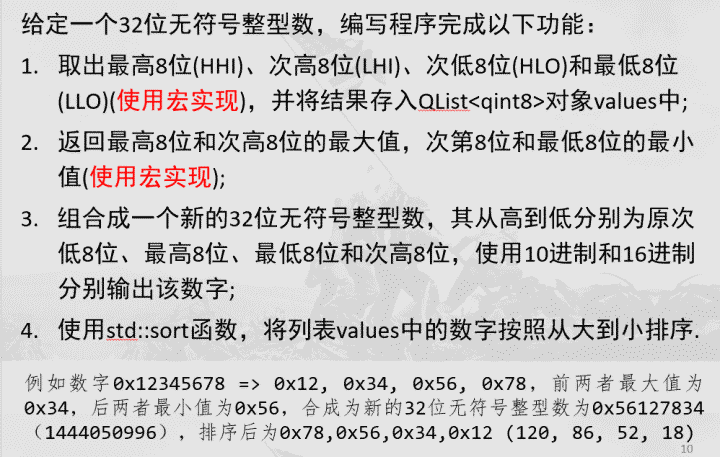 给定一个32位无符号整型数，编写程序完成以下功能：
1. 取出最高8位(HHI)、次高8位(LHI)、次低8位(HLO)和最低8位
(LLO)(使用宏实现)，并将结果存入QList<qint8>对象values中;
2. 返回最高8位和次高8位的最大值，次第8位和最低8位的最小
值(使用宏实现);
3. 组合成一个新的32位无符号整型数，其从高到低分别为原次
低8位、最高8位、最低8位和次高8位，使用10进制和16进制
分别输出该数字;
4. 使用std::sort函数，将列表values中的数字按照从大到小排序.
例如数字0x12345678 => 0x12, 0x34, 0x56, 0x78，前两者最大值为
0x34，后两者最小值为0x56，合成为新的32位无符号整型数为0x56127834
（1444050996），排序后为0x78,0x56,0x34,0x12 (120, 86, 52, 18)
10